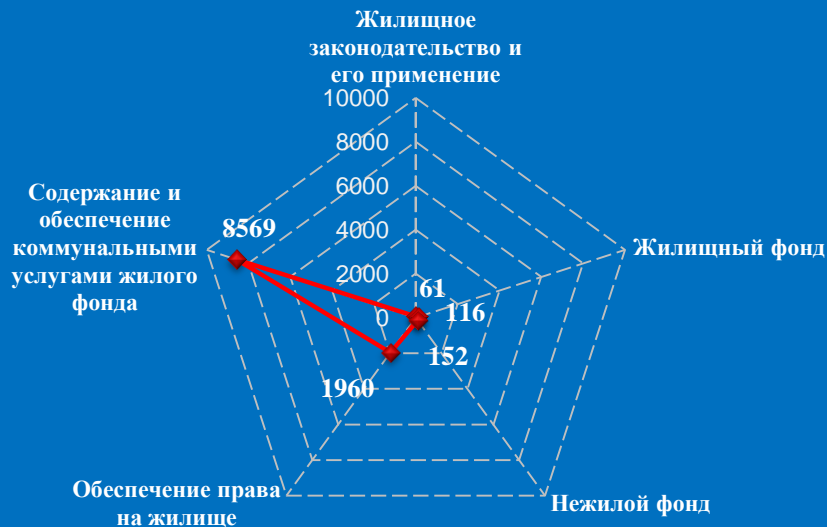 Жилищное
законодательство и
его применение
10000
8000
6000
4000
2000
0
Содержание и
обеспечение
коммунальными
услугами жилого
фонда
8569
Жилищный фонд
61
116
152
1960
Обеспечение права
на жилище
Нежилой фонд